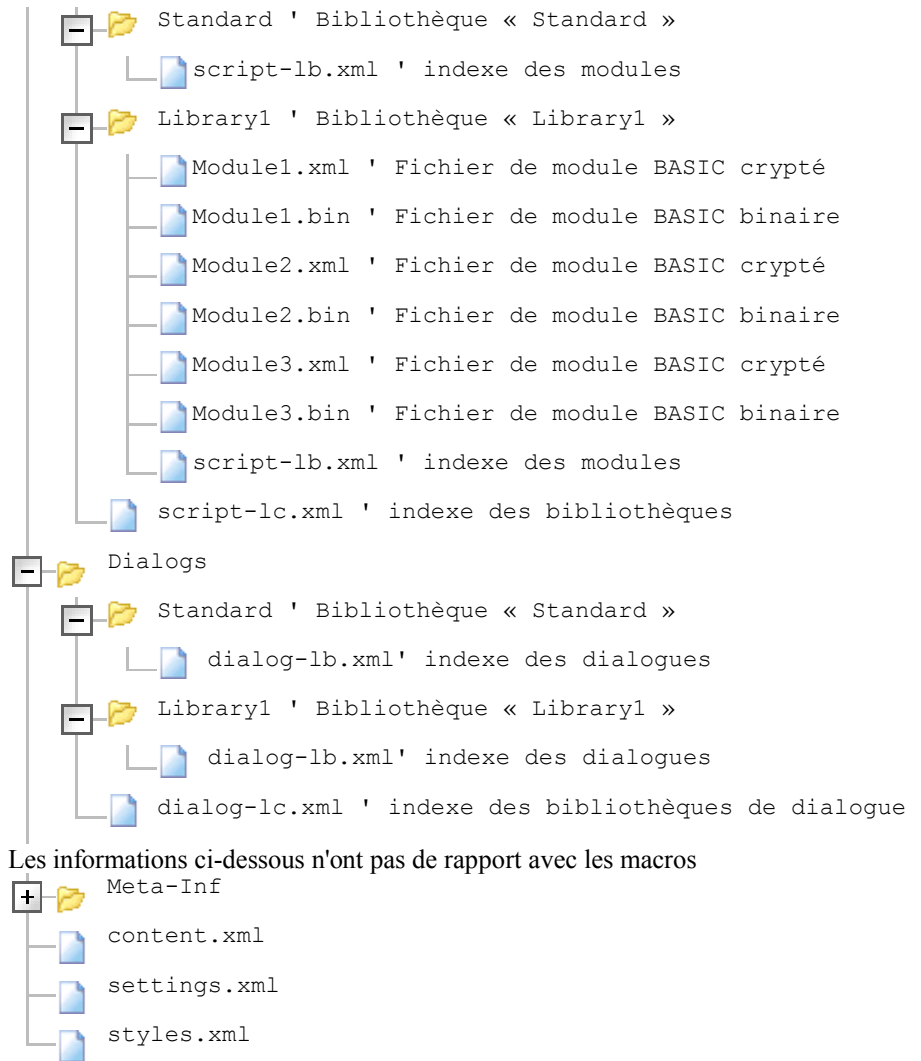 Standard ' Bibliothèque « Standard »
script-lb.xml ' indexe des modules
Library1 ' Bibliothèque « Library1 »
Module1.xml ' Fichier de module BASIC crypté
Module1.bin ' Fichier de module BASIC binaire
Module2.xml ' Fichier de module BASIC crypté
Module2.bin ' Fichier de module BASIC binaire
Module3.xml ' Fichier de module BASIC crypté
Module3.bin ' Fichier de module BASIC binaire
script-lb.xml ' indexe des modules
script-lc.xml ' indexe des bibliothèques
Dialogs
Standard ' Bibliothèque « Standard »
dialog-lb.xml' indexe des dialogues
Library1 ' Bibliothèque « Library1 »
dialog-lb.xml' indexe des dialogues
dialog-lc.xml ' indexe des bibliothèques de dialogue
Les informations ci-dessous n'ont pas de rapport avec les macros
Meta-Inf
content.xml
settings.xml
styles.xml